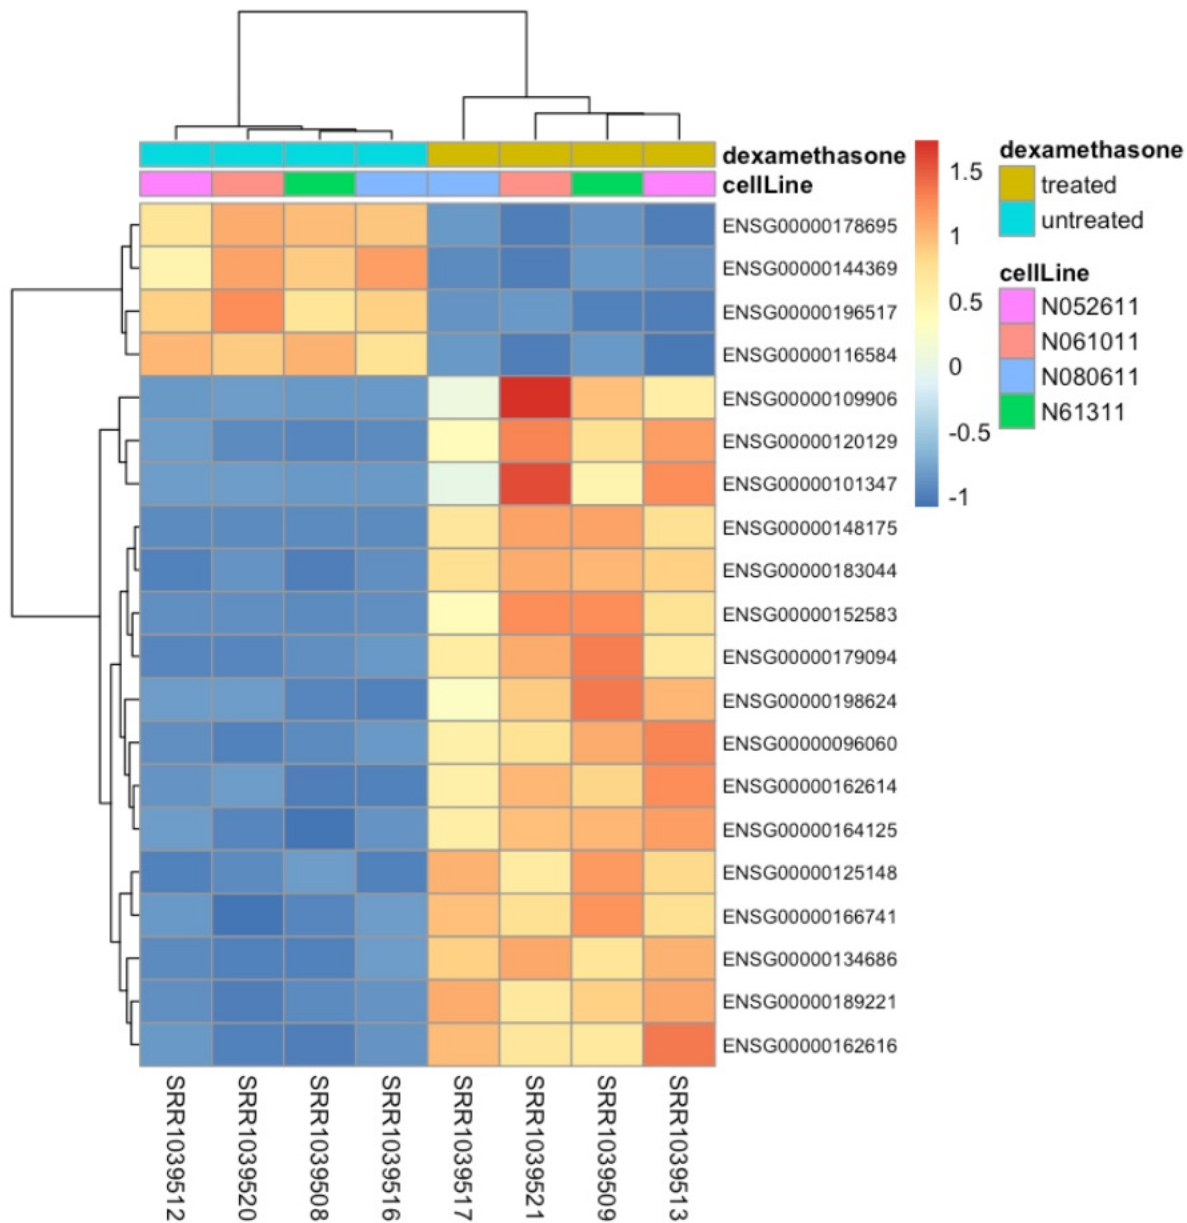 dexamethasone
cellLine
ENSG00000178695
ENSG00000144369
ENSG00000196517
ENSG00000116584
ENSG00000109906
ENSG00000120129
ENSG00000101347
ENSG00000148175
ENSG00000183044
ENSG00000152583
ENSG00000179094
ENSG00000198624
ENSG00000096060
ENSG00000162614
ENSG00000164125
ENSG00000125148
ENSG00000166741
ENSG00000134686
ENSG00000189221
ENSG00000162616
SRR1039512
SRR1039520
SRR1039508
SRR1039516
SRR1039517
SRR1039521
SRR1039509
SRR1039513
1.5
1
0.5
0
-0.5
-1
dexamethasone
treated
untreated
cellLine
N052611
N061011
N080611
N61311